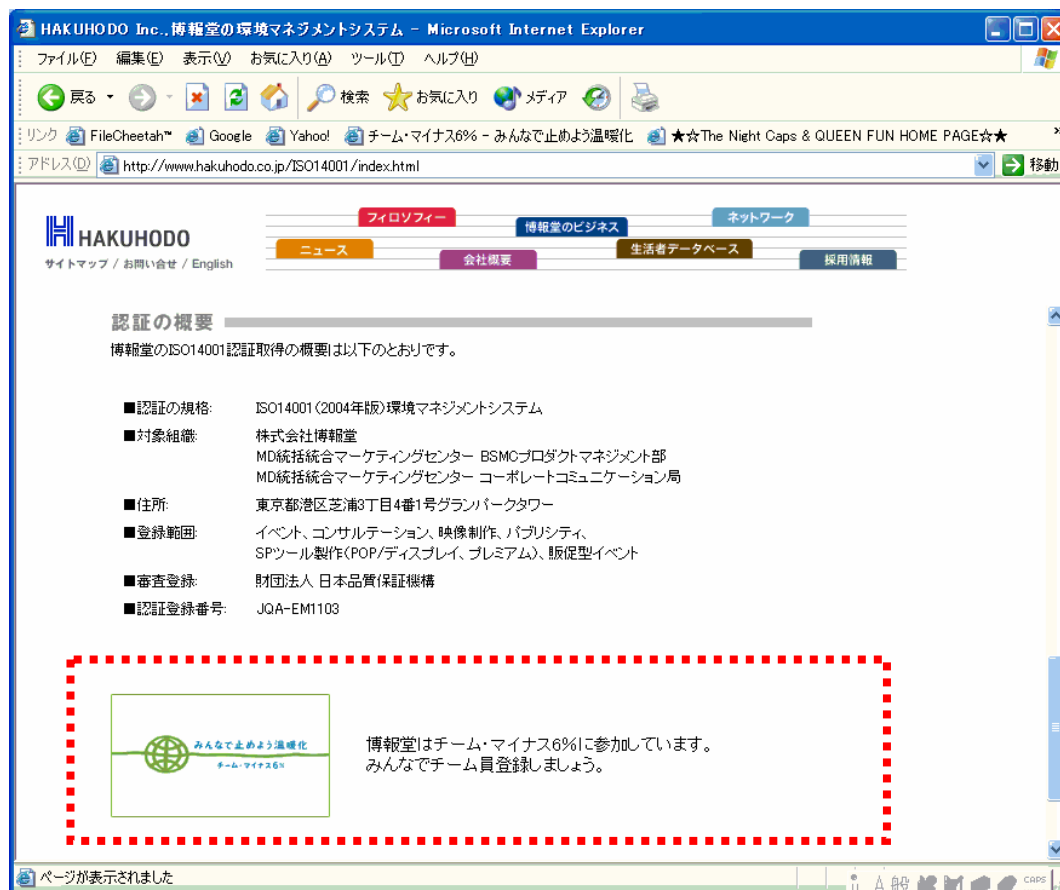 HAKUHODO Inc.,博報堂の環境マネジメントシステム - Microsoft Internet Explorer
ファイル(F) 編集(E) 表示(V) お気に入り(A) ツール(T) ヘルプ(H)
戻る 検索 お気に入り メディア
リンク FileCheetah™ Google Yahoo! チーム・マイナス6% - みんなで止めよう温暖化 ★☆The Night Caps & QUEEN FUN HOME PAGE☆★ »
アドレス(D) http://www.hakuhodo.co.jp/ISO14001/index.html 移動
フィロソフィー 博報堂のビジネス ネットワーク
HAKUHODO
ニュース 会社概要 生活者データベース 採用情報
サイトマップ / お問い合せ / English
認証の概要
博報堂のISO14001認証取得の概要は以下のとおりです。
■認証の規格: ISO14001(2004年版)環境マネジメントシステム
■対象組織: 株式会社博報堂
MD統括統合マーケティングセンター BSMCプロダクトマネジメント部
MD統括統合マーケティングセンター コーポレートコミュニケーション局
■住所: 東京都港区芝浦3丁目4番1号グランパークタワー
■登録範囲: イベント、コンサルテーション、映像制作、パブリシティ、
SPツール製作(POP/ディスプレイ、プレミアム)、販促型イベント
■審査登録: 財団法人 日本品質保証機構
■認証登録番号: JQA-EM1103
みんなで止めよう温暖化
チーム・マイナス6%
博報堂はチーム・マイナス6%に参加しています。
みんなでチーム員登録しましょう。
ページが表示されました
A 般 CAPS